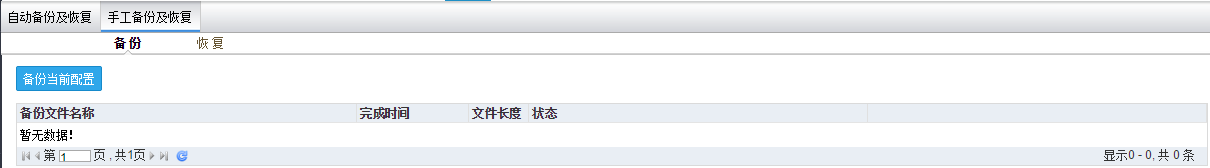 自动备份及恢复 手工备份及恢复
备份 恢复
备份当前配置
备份文件名称 完成时间 文件长度 状态
暂无数据!
第 1 页 , 共1页 显示0 - 0, 共 0 条